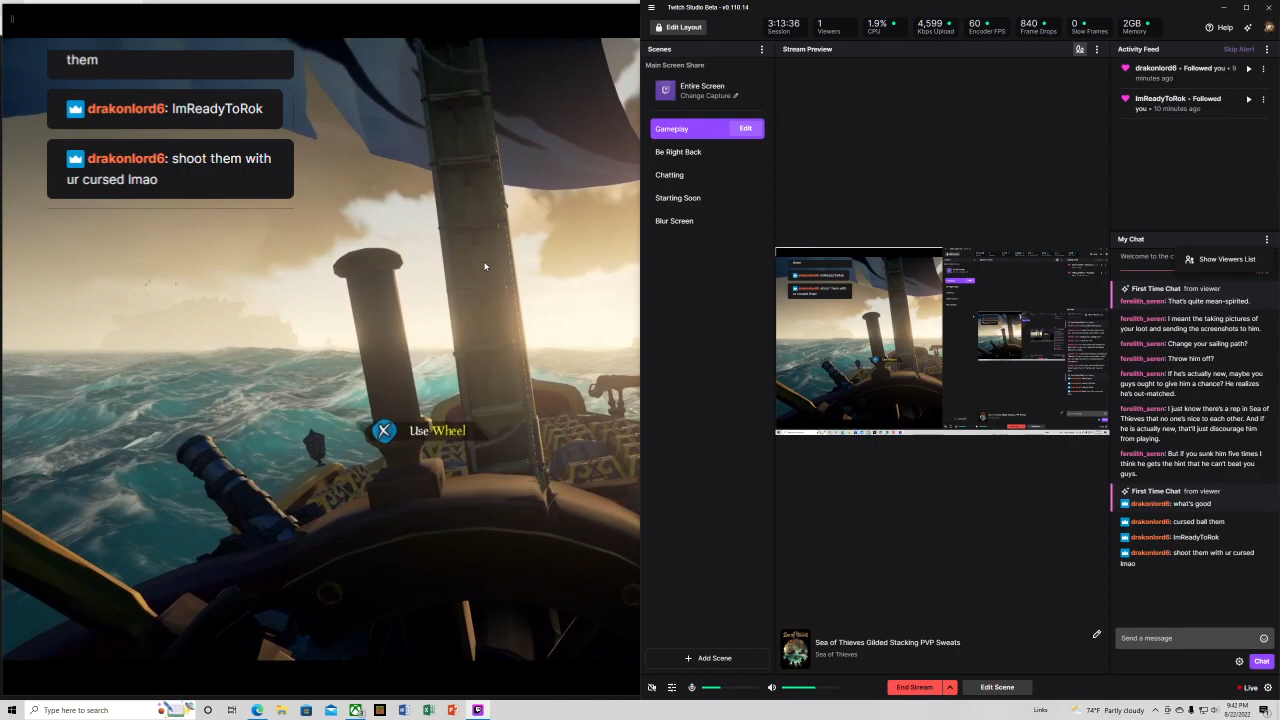 them
drakonlord6: ImReadyToRok
drakonlord6: shoot them with
ur cursed lmao
X Use Wheel
Type here to search
Twitch Studio Beta - v0.110.14
Edit Layout
3:13:36
Session
1
Viewers
1.9%
CPU
4,599
Kbps Upload
60
Encoder FPS
840
Frame Drops
0
Slow Frames
2GB
Memory
Help
Scenes
Main Screen Share
Entire Screen
Change Capture
Gameplay
Edit
Be Right Back
Chatting
Starting Soon
Blur Screen
Add Scene
Stream Preview
Sea of Thieves Gilded Stacking PVP Sweats
Sea of Thieves
End Stream
Edit Scene
Activity Feed
Skip Alert
drakonlord6 • Followed you • 9
minutes ago
ImReadyToRok • Followed
you • 10 minutes ago
My Chat
Welcome to the c
Show Viewers List
First Time Chat from viewer
ferelith_seren: That's quite mean-spirited.
ferelith_seren: I meant the taking pictures of
your loot and sending the screenshots him.
ferelith_seren: Change your sailing pattern?
ferelith_seren: Throw him off?
ferelith_seren: If he's actually new, maybe you
guys ought to give him a chance? He knows
he's out-matched.
ferelith_seren: I just know there's a rep in Sea of
Thieves that no one's nice to each other. And if
he is actually new, that'll just discourage him
from playing.
ferelith_seren: But if you sunk him five times I
think he gets the hint that he can't beat you
guys.
First Time Chat from viewer
drakonlord6: what's good
drakonlord6: cursed ball them
drakonlord6: ImReadyToRok
drakonlord6: shoot them with ur cursed
lmao
Send a message
Chat
Live
Links
74°F Partly cloudy
9:42 PM
8/22/2022